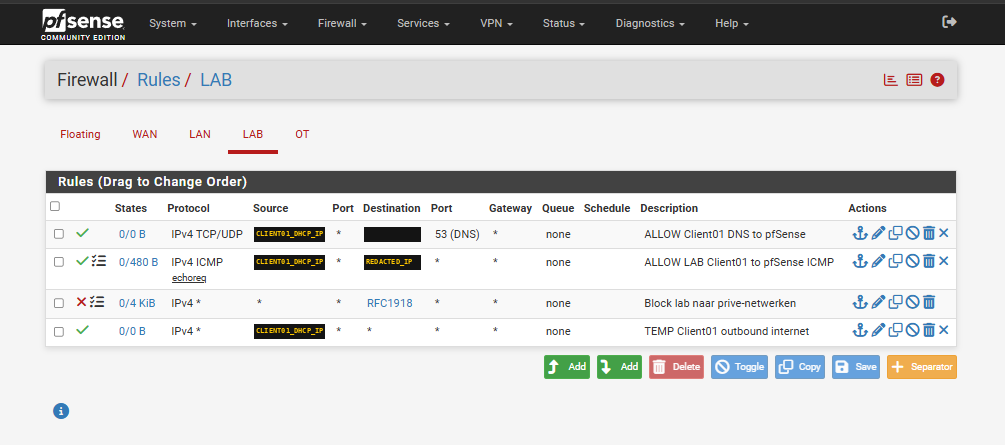 pfsense
COMMUNITY EDITION
System Interfaces Firewall Services VPN Status Diagnostics Help
Firewall / Rules / LAB
Floating WAN LAN LAB OT
Rules (Drag to Change Order)
States Protocol Source Port Destination Port Gateway Queue Schedule Description Actions
0/0 B IPv4 TCP/UDP CLIENT01_DHCP_IP * 53 (DNS) * none ALLOW Client01 DNS to pfSense
0/480 B IPv4 ICMP CLIENT01_DHCP_IP * REDACTED_IP * * none ALLOW LAB Client01 to pfSense ICMP
echoreq
0/4 KiB IPv4 * * * RFC1918 * * none Block lab naar prive-netwerken
0/0 B IPv4 * CLIENT01_DHCP_IP * * * * none TEMP Client01 outbound internet
Add Add Delete Toggle Copy Save Separator